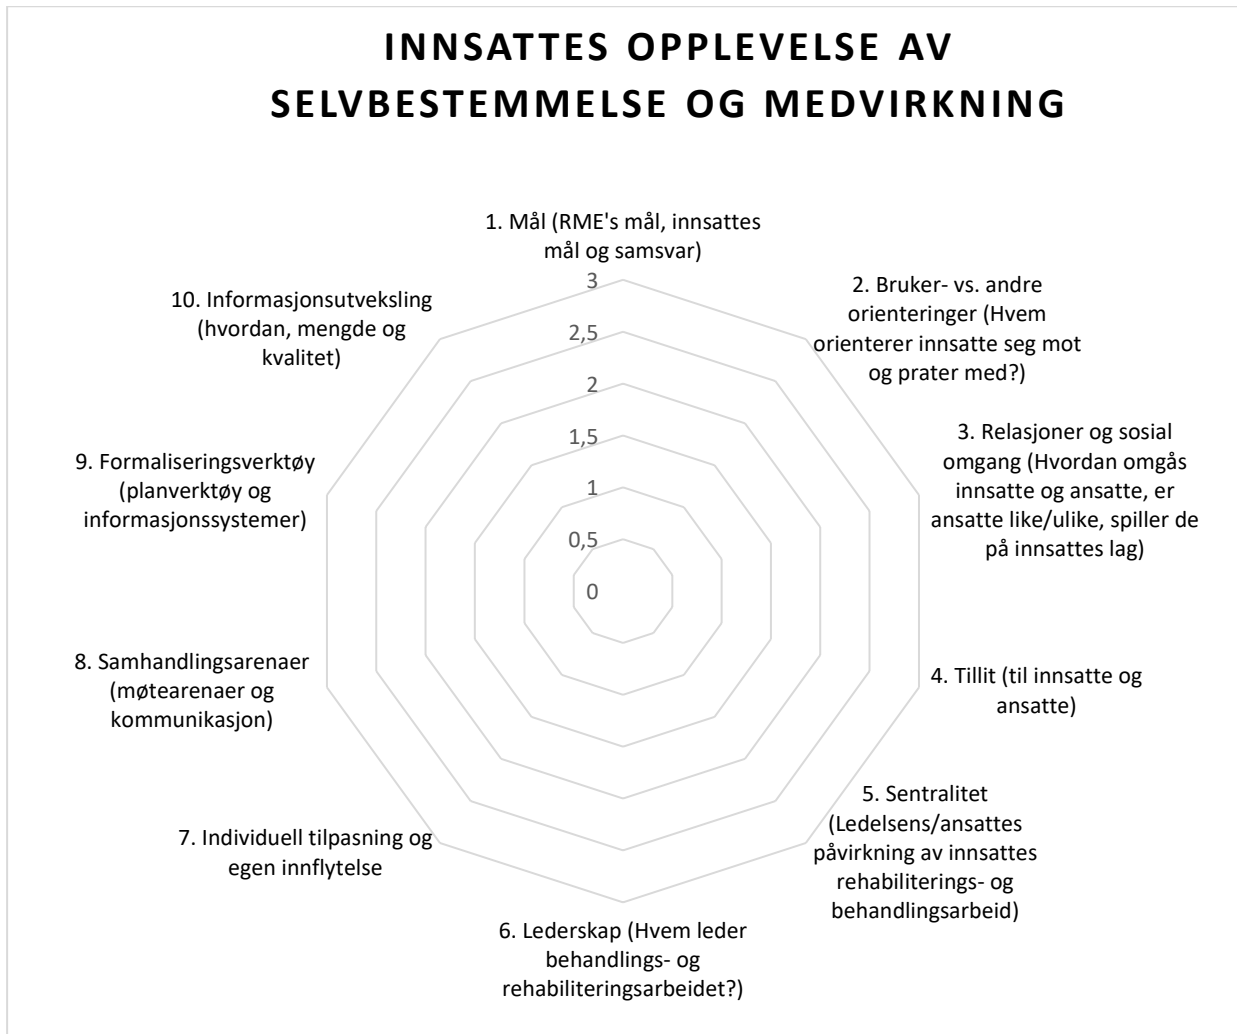 INNSATTES OPPLEVELSE AV
SELVBESTEMMELSE OG MEDVIRKNING
1. Mål (RME's mål, innsattes
mål og samsvar)
2. Bruker- vs. andre
orienteringer (Hvem
orienterer innsatte seg mot
og prater med?)
3. Relasjoner og sosial
omgang (Hvordan omgås
innsatte og ansatte, er
ansatte like/ulike, spiller de
på innsattes lag)
4. Tillit (til innsatte og
ansatte)
5. Sentralitet
(Ledelsens/ansattes
påvirkning av innsattes
rehabiliterings- og
behandlingsarbeid)
6. Lederskap (Hvem leder
behandlings- og
rehabiliteringsarbeidet?)
7. Individuell tilpasning og
egen innflytelse
8. Samhandlingsarenaer
(møtearenaer og
kommunikasjon)
9. Formaliseringsverktøy
(planverktøy og
informasjonssystemer)
10. Informasjonsutveksling
(hvordan, mengde og
kvalitet)
3
2,5
2
1,5
1
0,5
0